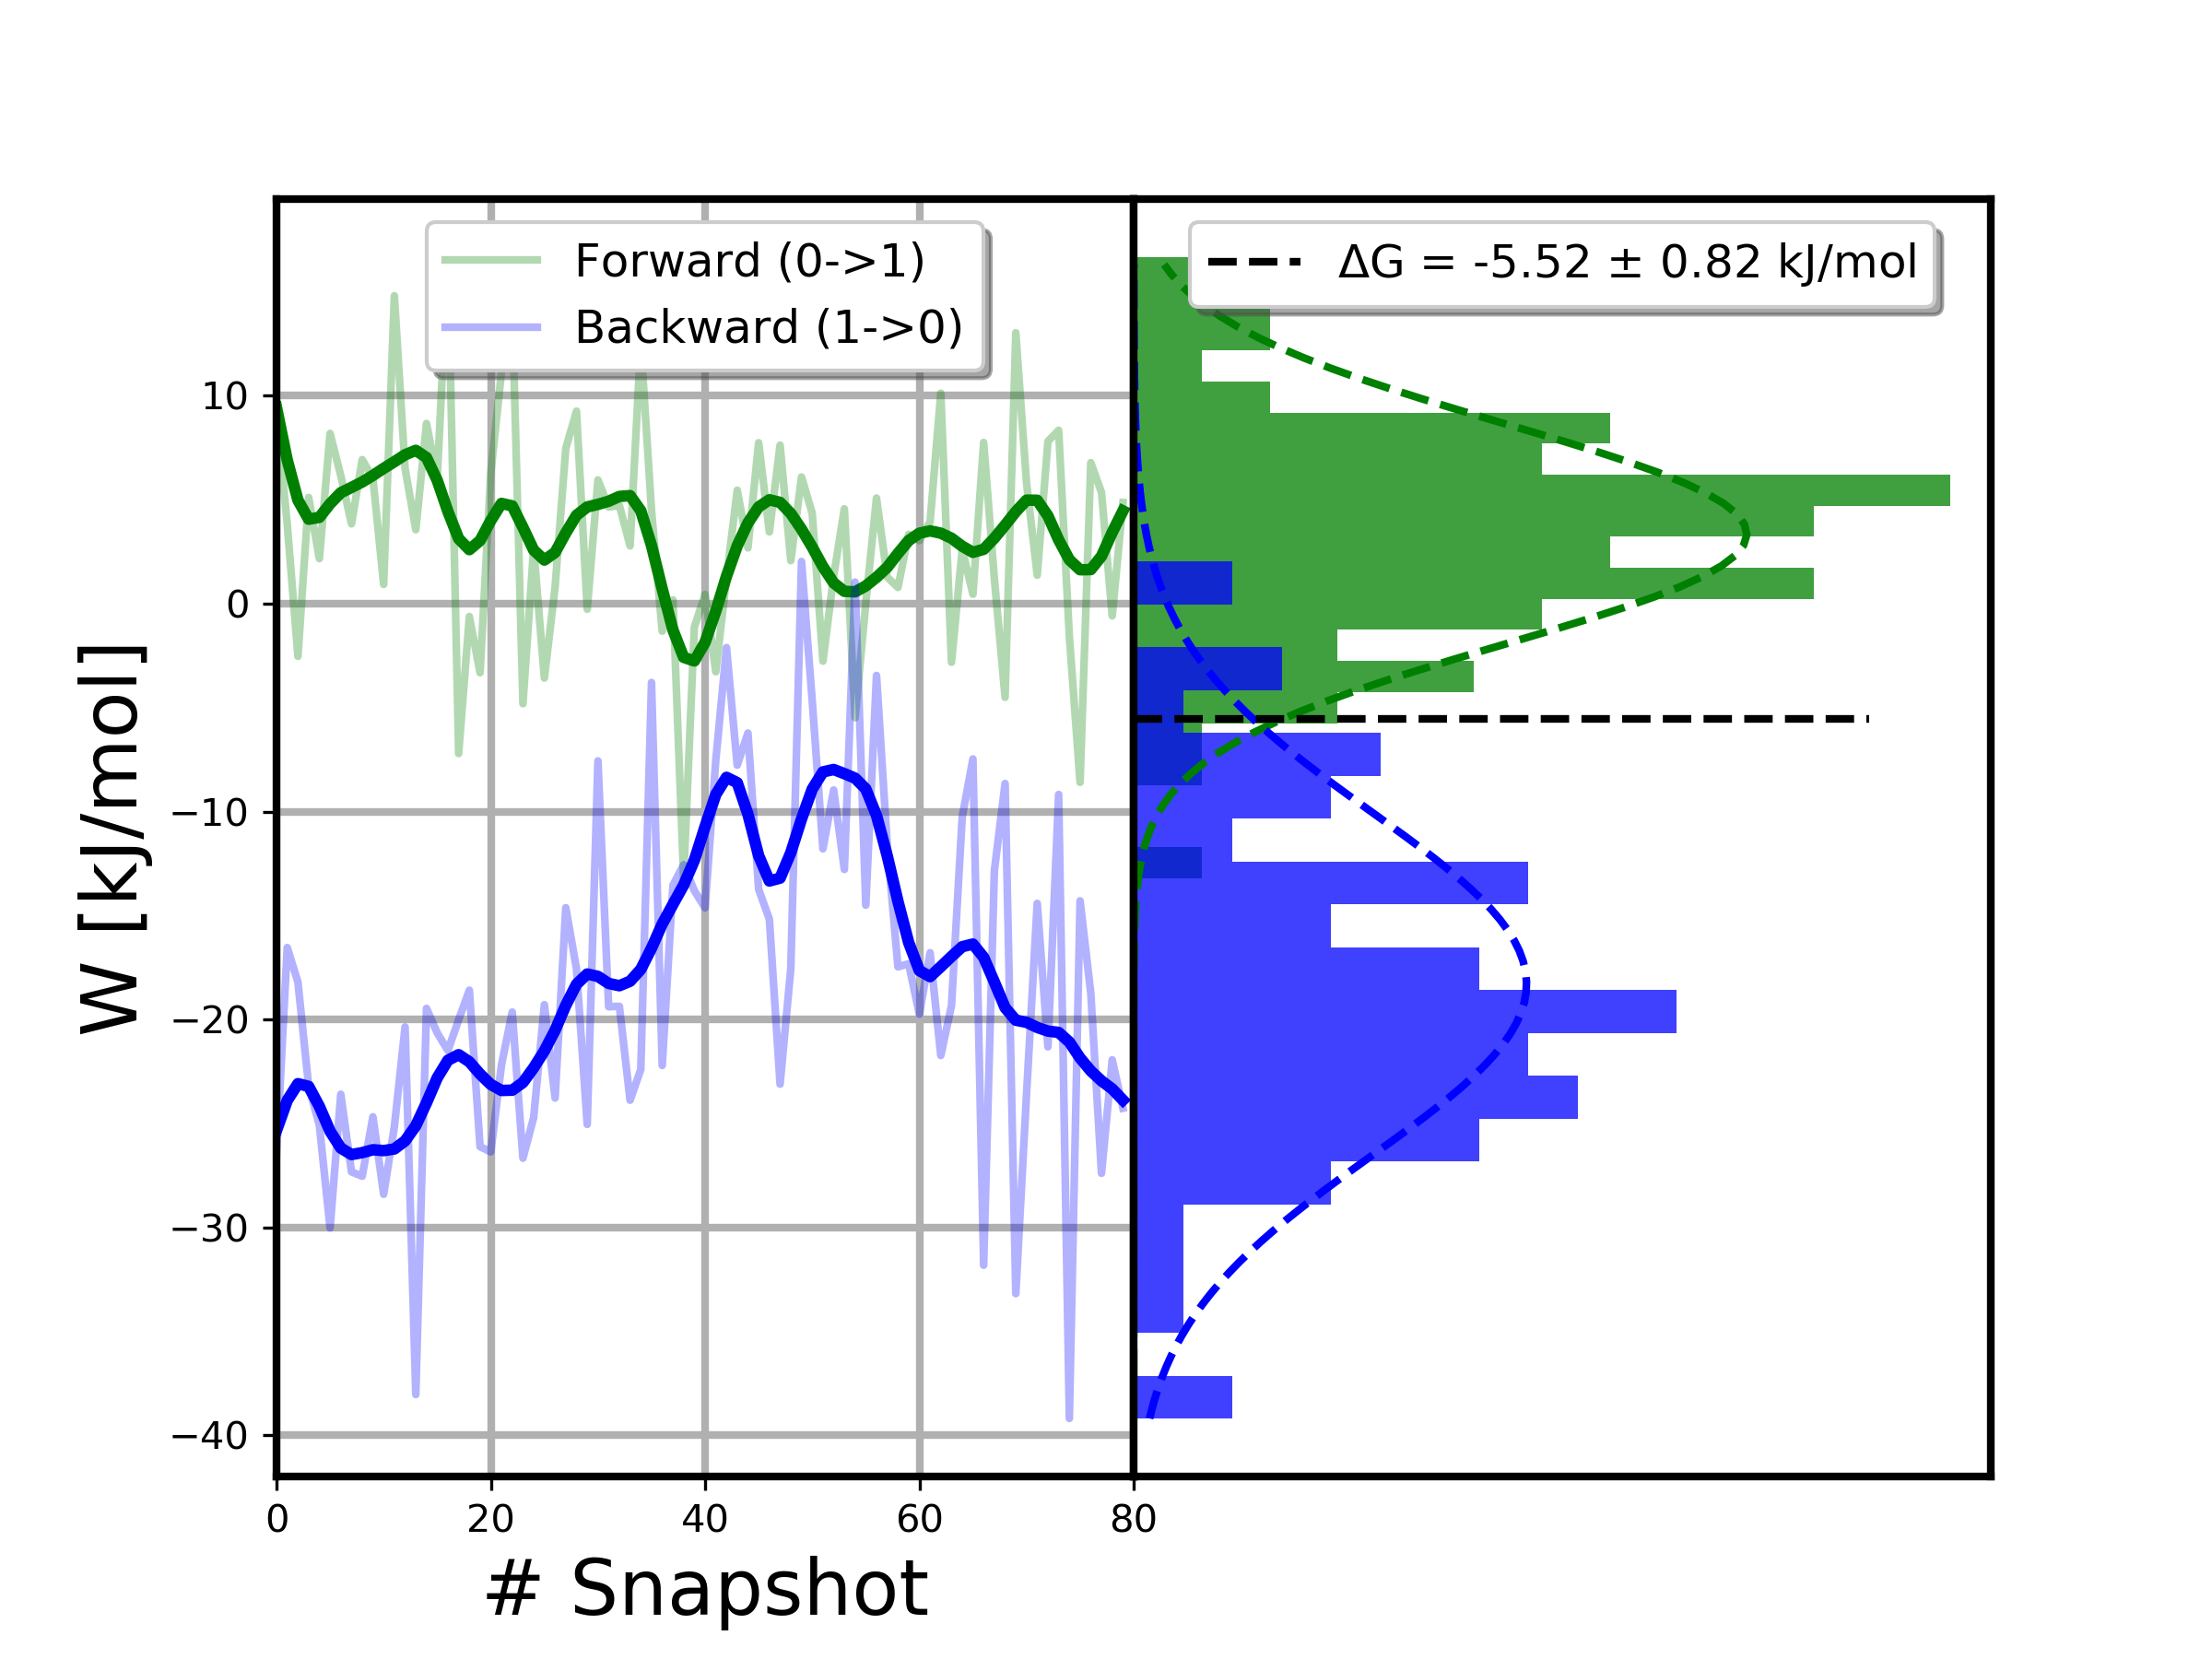 Forward (0->1)
Backward (1->0)
ΔG = -5.52 ± 0.82 kJ/mol
10
0
−10
−20
−30
−40
W [kJ/mol]
0 20 40 60 80
# Snapshot